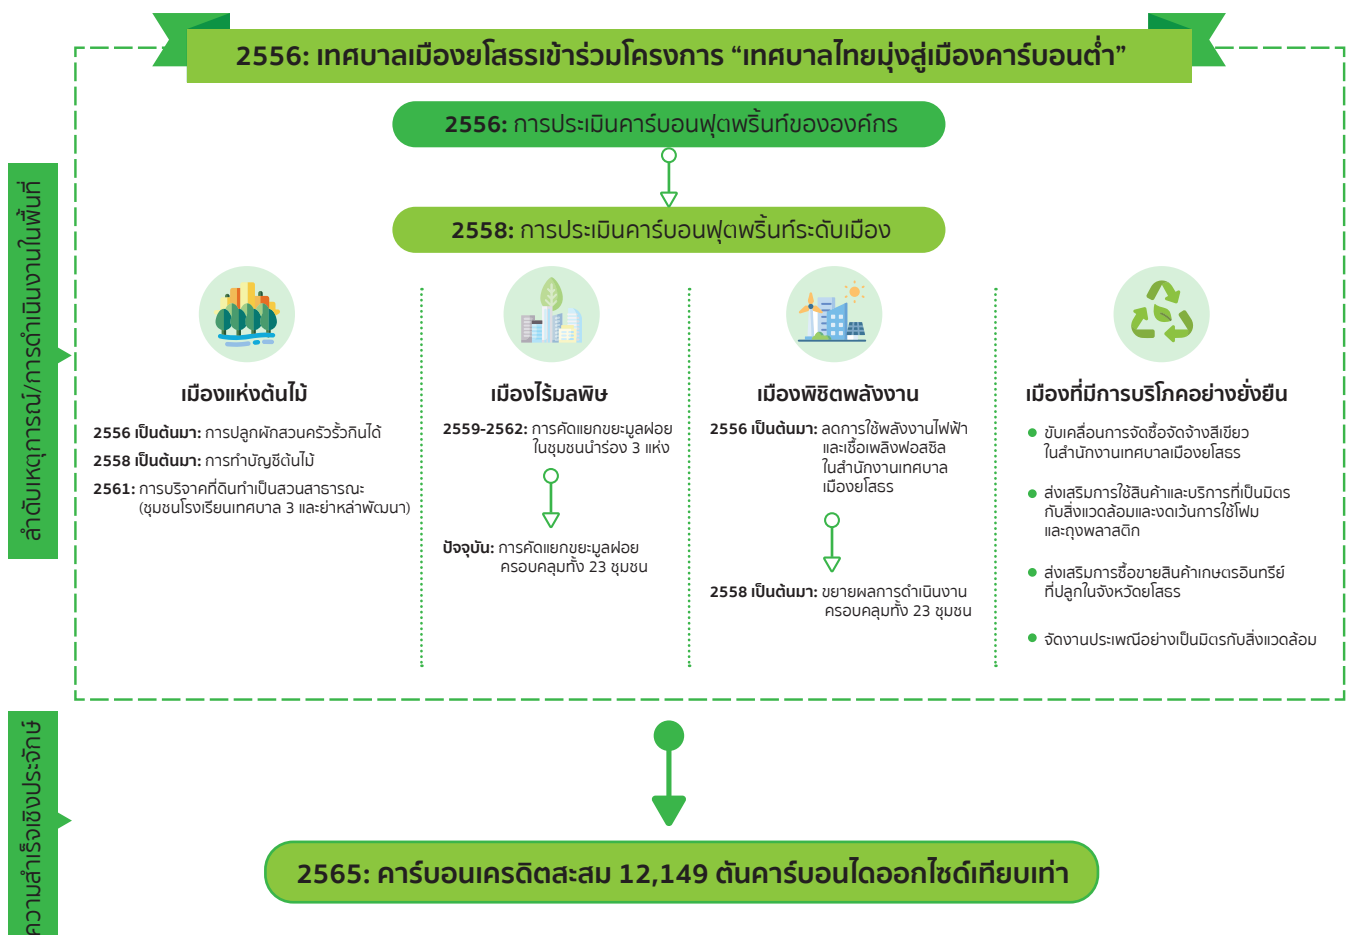 2556: เทศบาลเมืองยโสธรเข้าร่วมโครงการ “เทศบาลไทยมุ่งสู่เมืองคาร์บอนต่ำ”
2556: การประเมินคาร์บอนฟุตพริ้นท์ขององค์กร
2558: การประเมินคาร์บอนฟุตพริ้นท์ระดับเมือง
ลำดับเหตุการณ์/การดำเนินงานในพื้นที่
เมืองแห่งต้นไม้
2556 เป็นต้นมา: การปลูกผักสวนครัวรั้วกินได้
2558 เป็นต้นมา: การทำบัญชีต้นไม้
2561: การบริจาคที่ดินทำเป็นสวนสาธารณะ
(ชุมชนโรงเรียนเทศบาล 3 และย่าหล่าพัฒนา)
เมืองไร้มลพิษ
2559-2562: การคัดแยกขยะมูลฝอย
ในชุมชนนำร่อง 3 แห่ง
ปัจจุบัน: การคัดแยกขยะมูลฝอย
ครอบคลุมทั้ง 23 ชุมชน
เมืองพิชิตพลังงาน
2556 เป็นต้นมา: ลดการใช้พลังงานไฟฟ้า
และเชื้อเพลิงฟอสซิล
ในสำนักงานเทศบาล
เมืองยโสธร
2558 เป็นต้นมา: ขยายผลการดำเนินงาน
ครอบคลุมทั้ง 23 ชุมชน
เมืองที่มีการบริโภคอย่างยั่งยืน
● ขับเคลื่อนการจัดซื้อจัดจ้างสีเขียว
ในสำนักงานเทศบาลเมืองยโสธร
● ส่งเสริมการใช้สินค้าและบริการที่เป็นมิตร
กับสิ่งแวดล้อมและงดเว้นการใช้โฟม
และถุงพลาสติก
● ส่งเสริมการซื้อขายสินค้าเกษตรอินทรีย์
ที่ปลูกในจังหวัดยโสธร
● จัดงานประเพณีอย่างเป็นมิตรกับสิ่งแวดล้อม
ความสำเร็จเชิงประจักษ์
2565: คาร์บอนเครดิตสะสม 12,149 ตันคาร์บอนไดออกไซด์เทียบเท่า